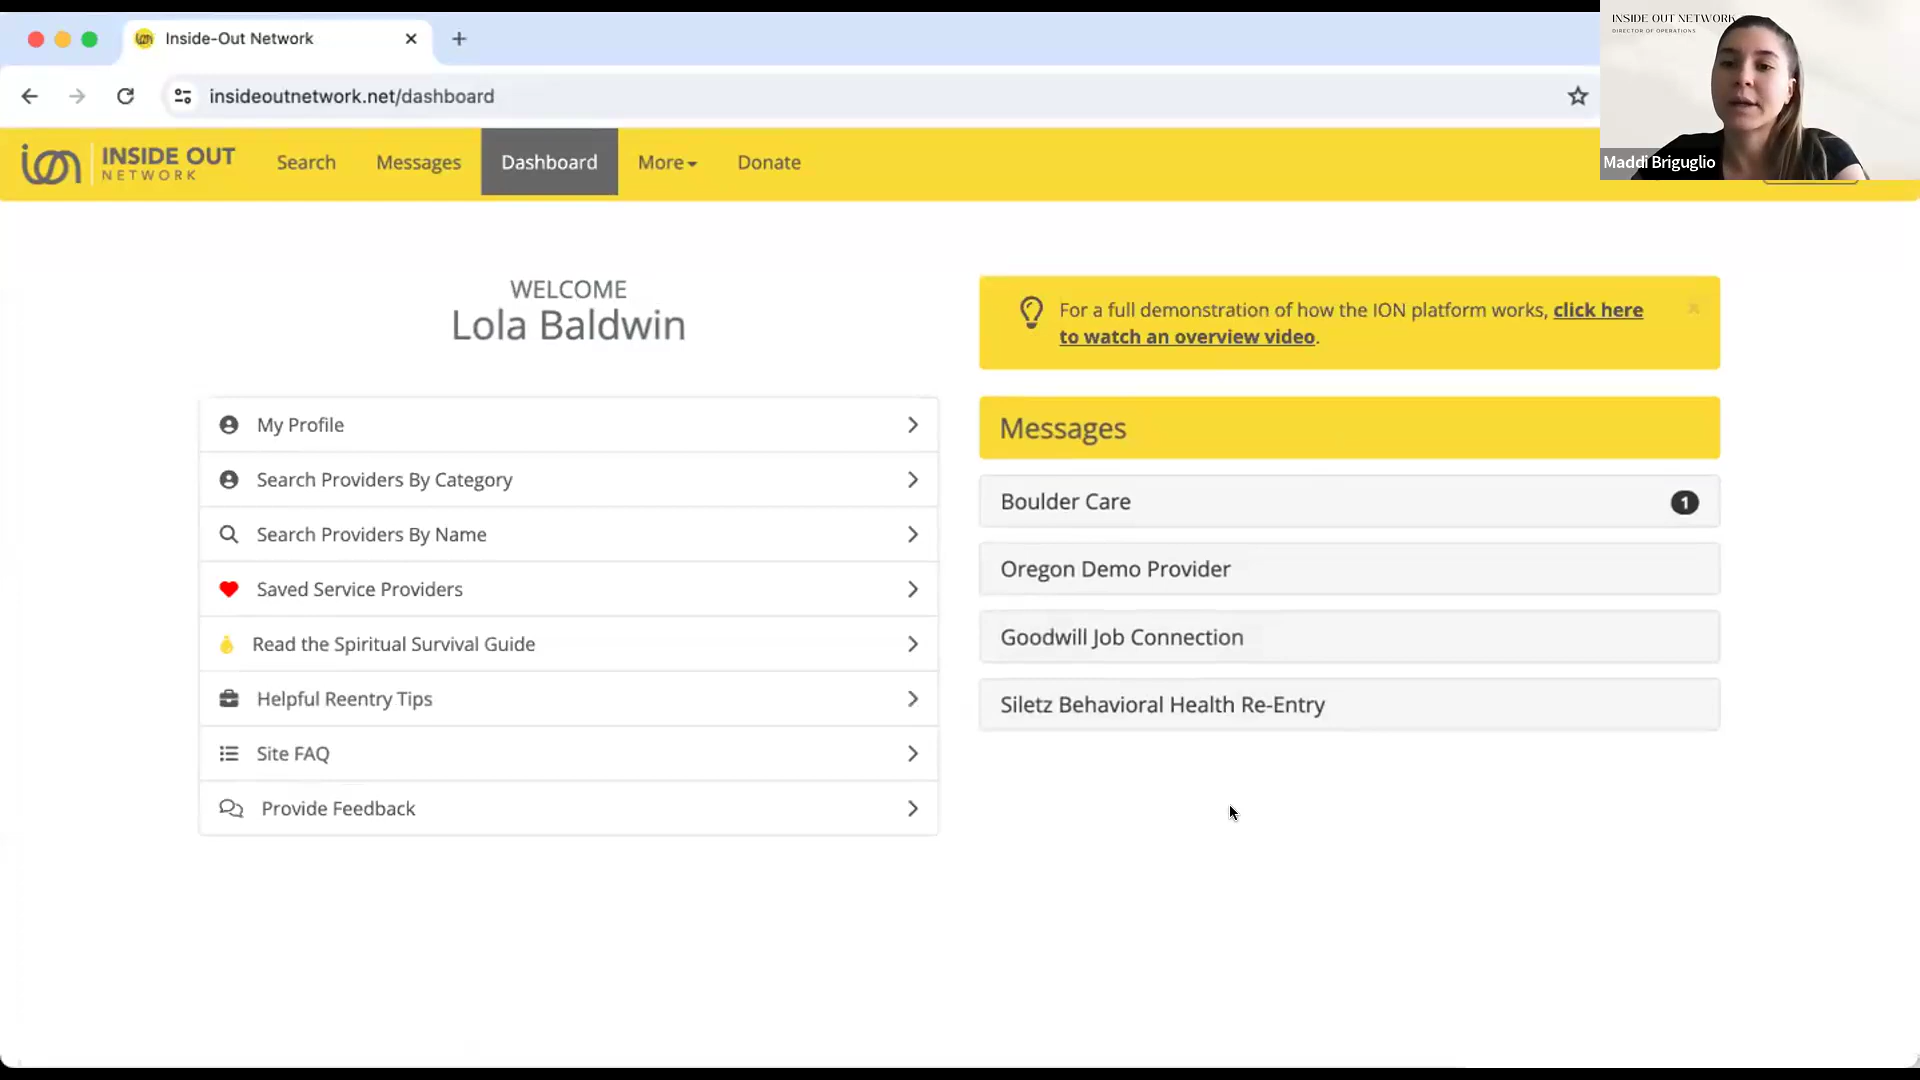 Inside-Out Network
insideoutnetwork.net/dashboard
INSIDE OUT NETWORK
DIRECTOR OF OPERATIONS
Maddi Briguglio
ion
INSIDE OUT
NETWORK
Search
Messages
Dashboard
More
Donate
WELCOME
Lola Baldwin
My Profile
Search Providers By Category
Search Providers By Name
Saved Service Providers
Read the Spiritual Survival Guide
Helpful Reentry Tips
Site FAQ
Provide Feedback
For a full demonstration of how the ION platform works, click here
to watch an overview video.
Messages
Boulder Care
1
Oregon Demo Provider
Goodwill Job Connection
Siletz Behavioral Health Re-Entry